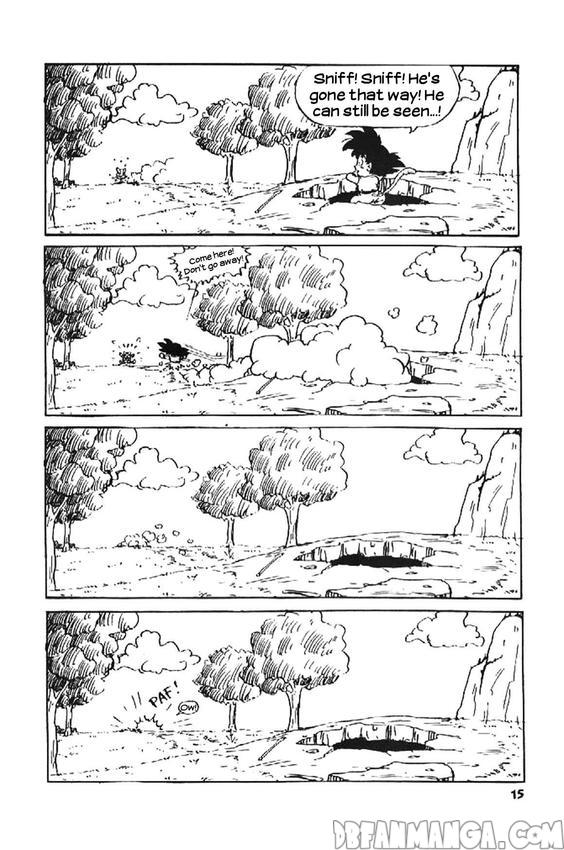 Sniff! Sniff! He's
gone that way! He
can still be seen...!
Come here!
Don't go away!
PAF!
Ow!
15
DBFANMANGA.COM